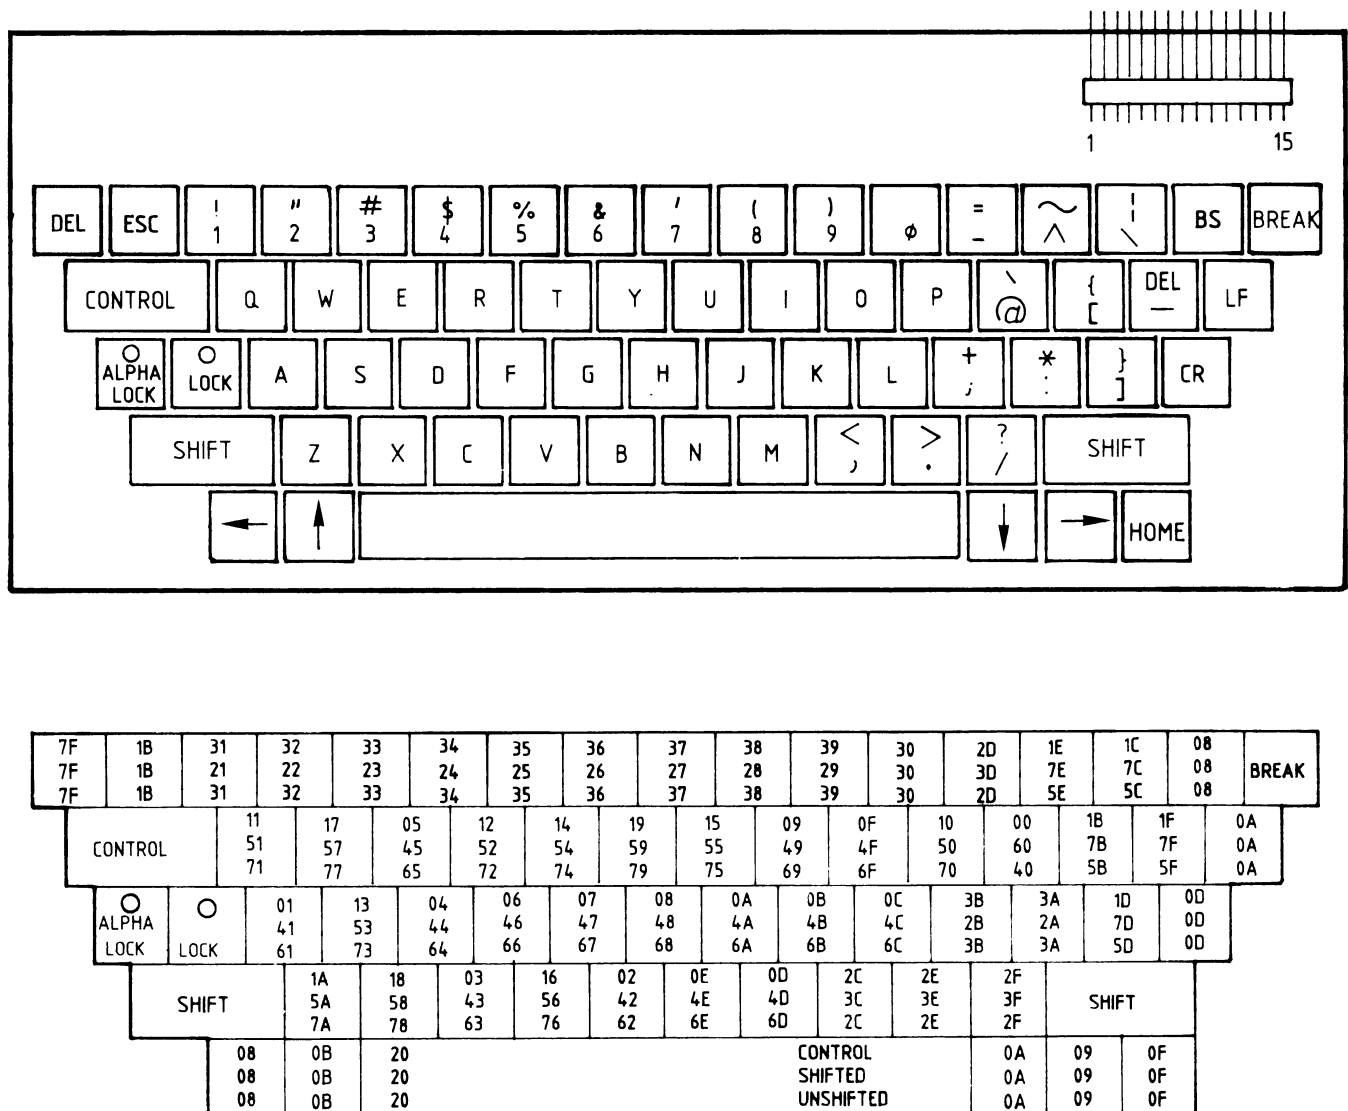 1 15
! " # $ % & ' ( ) = ~ ¦
DEL ESC 1 2 3 4 5 6 7 8 9 ø - ^ \ BS BREAK
` { DEL
CONTROL Q W E R T Y U I O P @ [ — LF
ALPHA + * }
LOCK LOCK A S D F G H J K L ; : ] CR
< > ?
SHIFT Z X C V B N M , . / SHIFT
← ↑ ↓ → HOME
7F 1B 31 32 33 34 35 36 37 38 39 30 2D 1E 1C 08
7F 1B 21 22 23 24 25 26 27 28 29 30 3D 7E 7C 08 BREAK
7F 1B 31 32 33 34 35 36 37 38 39 30 2D 5E 5C 08
11 17 05 12 14 19 15 09 0F 10 00 1B 1F 0A
CONTROL 51 57 45 52 54 59 55 49 4F 50 60 7B 7F 0A
71 77 65 72 74 79 75 69 6F 70 40 5B 5F 0A
01 13 04 06 07 08 0A 0B 0C 3B 3A 1D 0D
ALPHA 41 53 44 46 47 48 4A 4B 4C 2B 2A 7D 0D
LOCK LOCK 61 73 64 66 67 68 6A 6B 6C 3B 3A 5D 0D
1A 18 03 16 02 0E 0D 2C 2E 2F
SHIFT 5A 58 43 56 42 4E 4D 3C 3E 3F SHIFT
7A 78 63 76 62 6E 6D 2C 2E 2F
08 0B 20 CONTROL 0A 09 0F
08 0B 20 SHIFTED 0A 09 0F
08 0B 20 UNSHIFTED 0A 09 0F